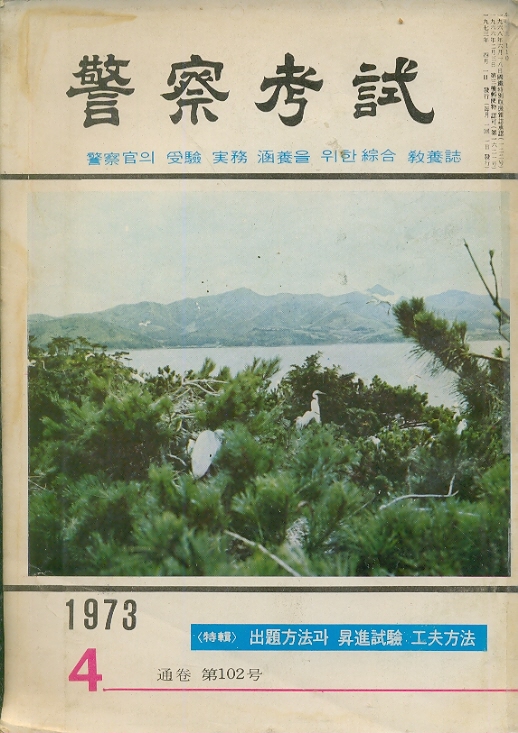 警察考試
警察官의 受驗 実務 涵養을 위한 綜合 敎養誌
1973
4
〈特輯〉 出題方法과 昇進試驗 工夫方法
通卷 第102号